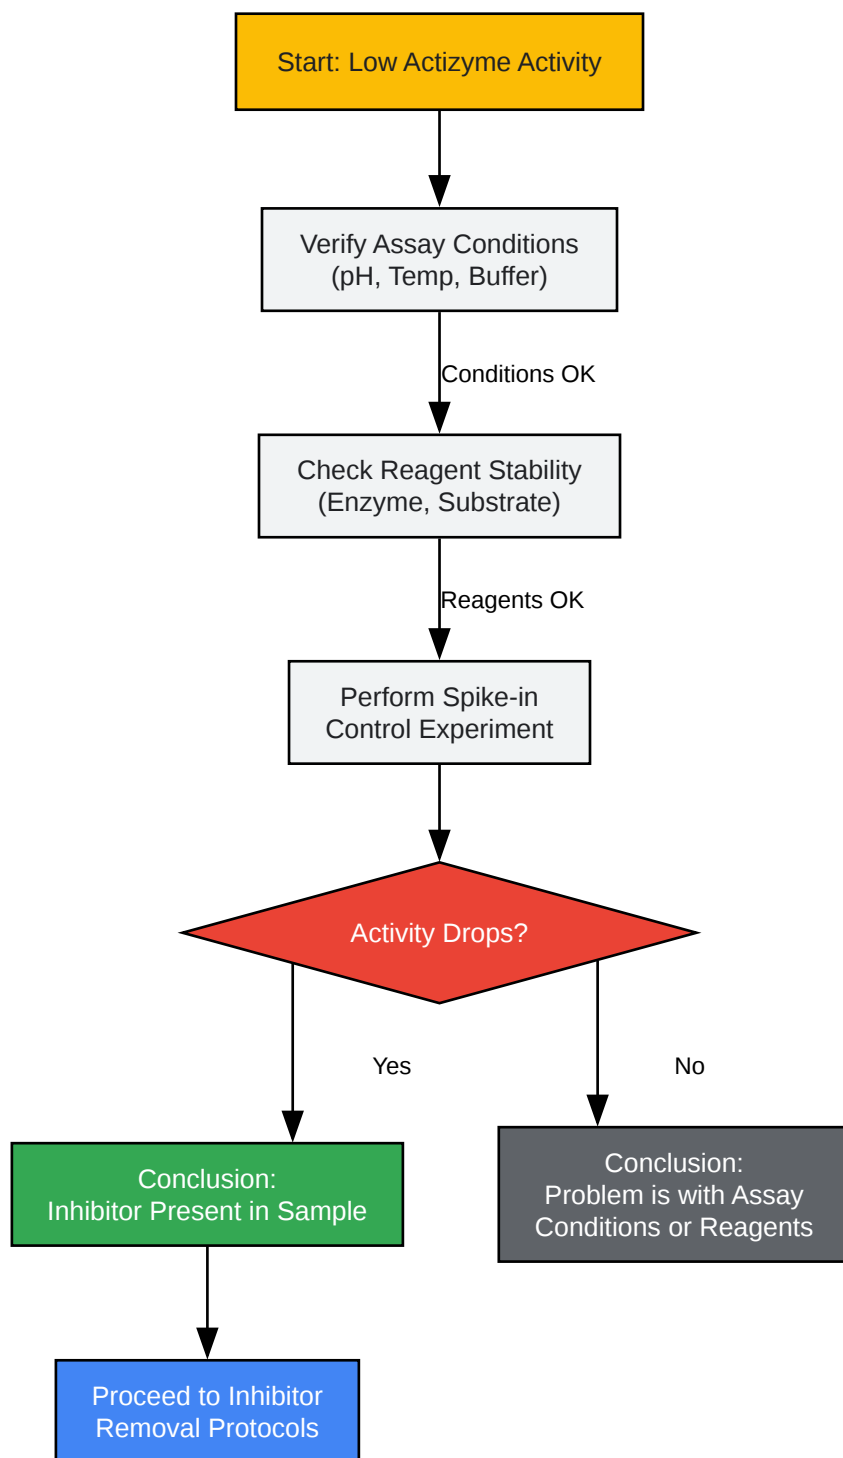 Start: Low Actizyme Activity
Verify Assay Conditions
(pH, Temp, Buffer)
Conditions OK
Check Reagent Stability
(Enzyme, Substrate)
Reagents OK
Perform Spike-in
Control Experiment
Activity Drops?
Yes
No
Conclusion:
Inhibitor Present in Sample
Conclusion:
Problem is with Assay
Conditions or Reagents
Proceed to Inhibitor
Removal Protocols